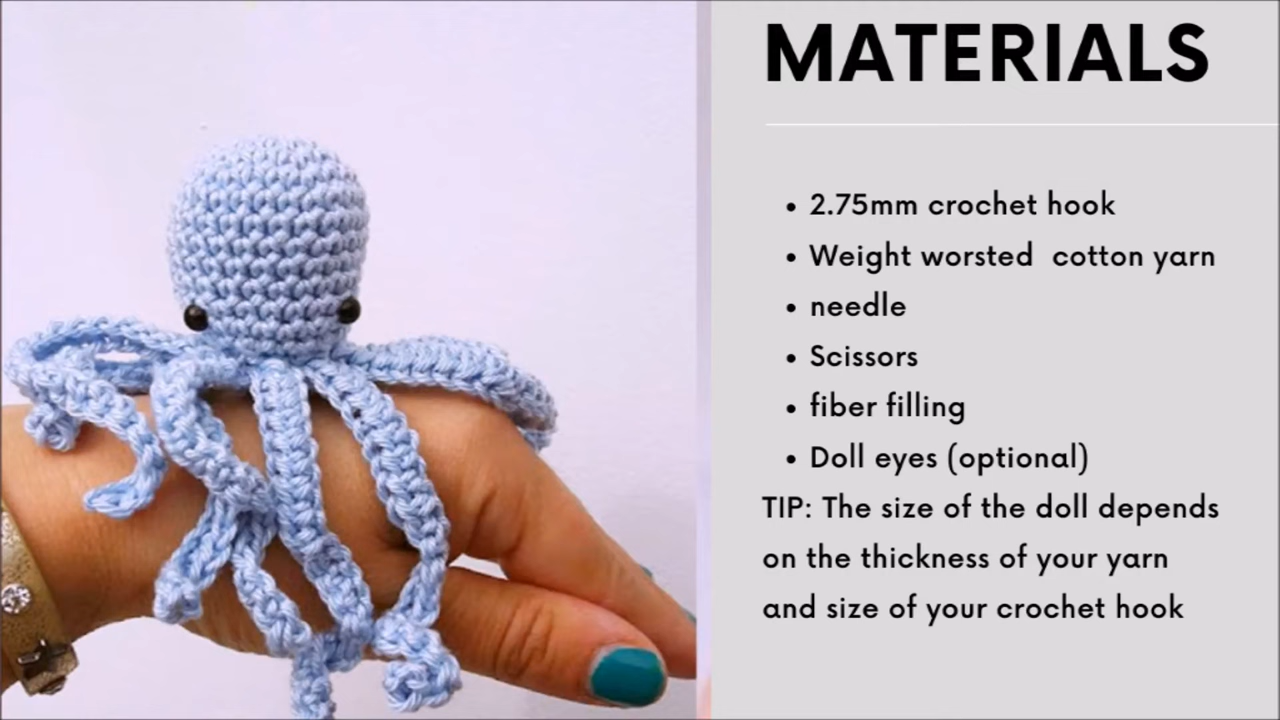 MATERIALS
• 2.75mm crochet hook
• Weight worsted  cotton yarn
• needle
• Scissors
• fiber filling
• Doll eyes (optional)
TIP: The size of the doll depends
on the thickness of your yarn
and size of your crochet hook